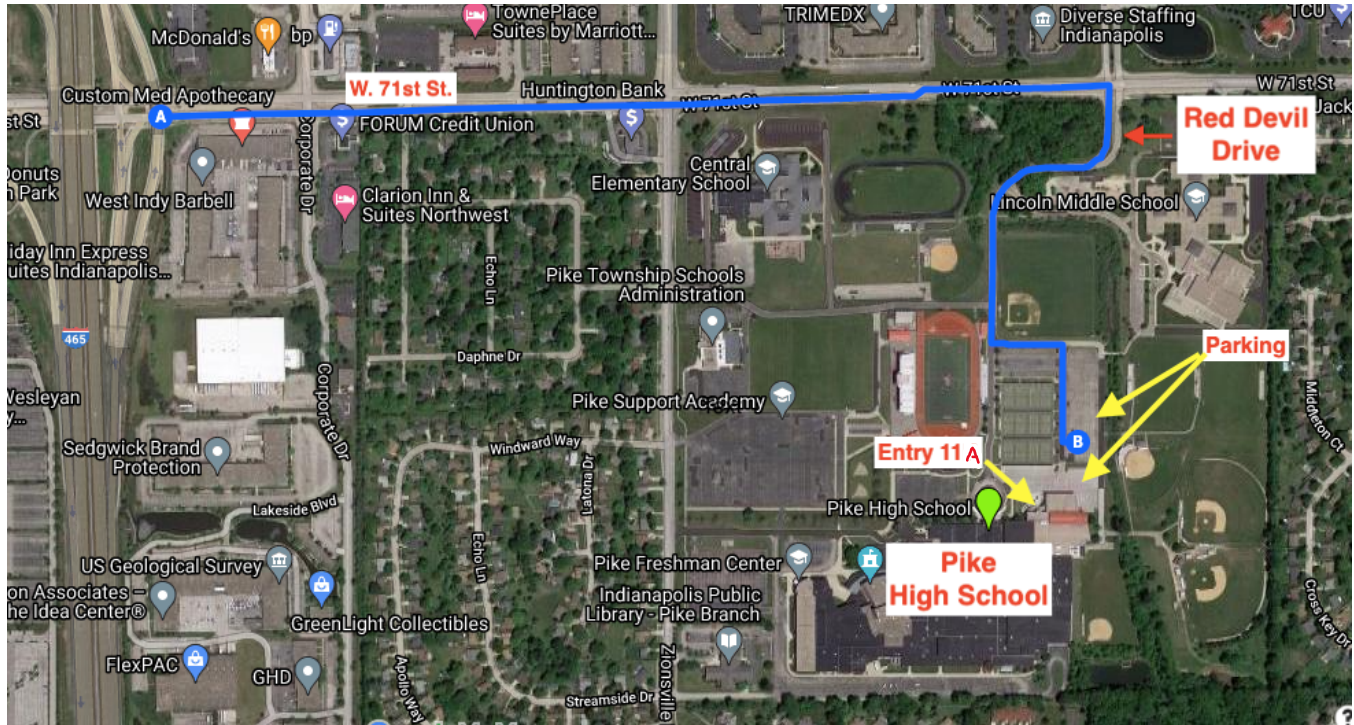 TownePlace
Suites by Marriott…
TRIMEDX
Diverse Staffing
Indianapolis
TCU
McDonald's
bp
W. 71st St.
Huntington Bank
W 71st St
W 71st St
W 71st St
Custom Med Apothecary
A
st St
FORUM Credit Union
Corporate Dr
Jack
Red Devil
Drive
Donuts
n Park
West Indy Barbell
Central
Elementary School
Clarion Inn &
Suites Northwest
Lincoln Middle School
liday Inn Express
uites Indianapolis…
Echo Ln
Pike Township Schools
Administration
465
Daphne Dr
Parking
Corporate Dr
Wesleyan
y…
Pike Support Academy
Middleton Ct
Windward Way
B
Sedgwick Brand
Protection
Latona Dr
Entry 11 A
Lakeside Blvd
Pike High School
Echo Ln
US Geological Survey
Pike Freshman Center
Pike
High School
on Associates –
he Idea Center®
Indianapolis Public
Library - Pike Branch
GreenLight Collectibles
Cross Key Dr
FlexPAC
GHD
Apollo Way
Zionsville
Streamside Dr
?